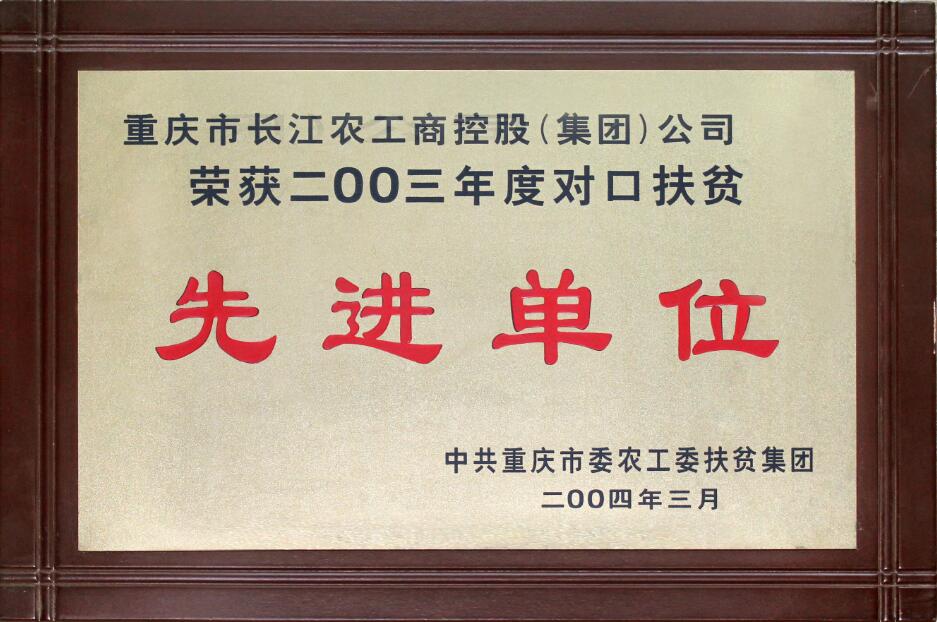 重庆市长江农工商控股(集团)公司
荣获二00三年度对口扶贫
先进单位
中共重庆市委农工委扶贫集团
二00四年三月